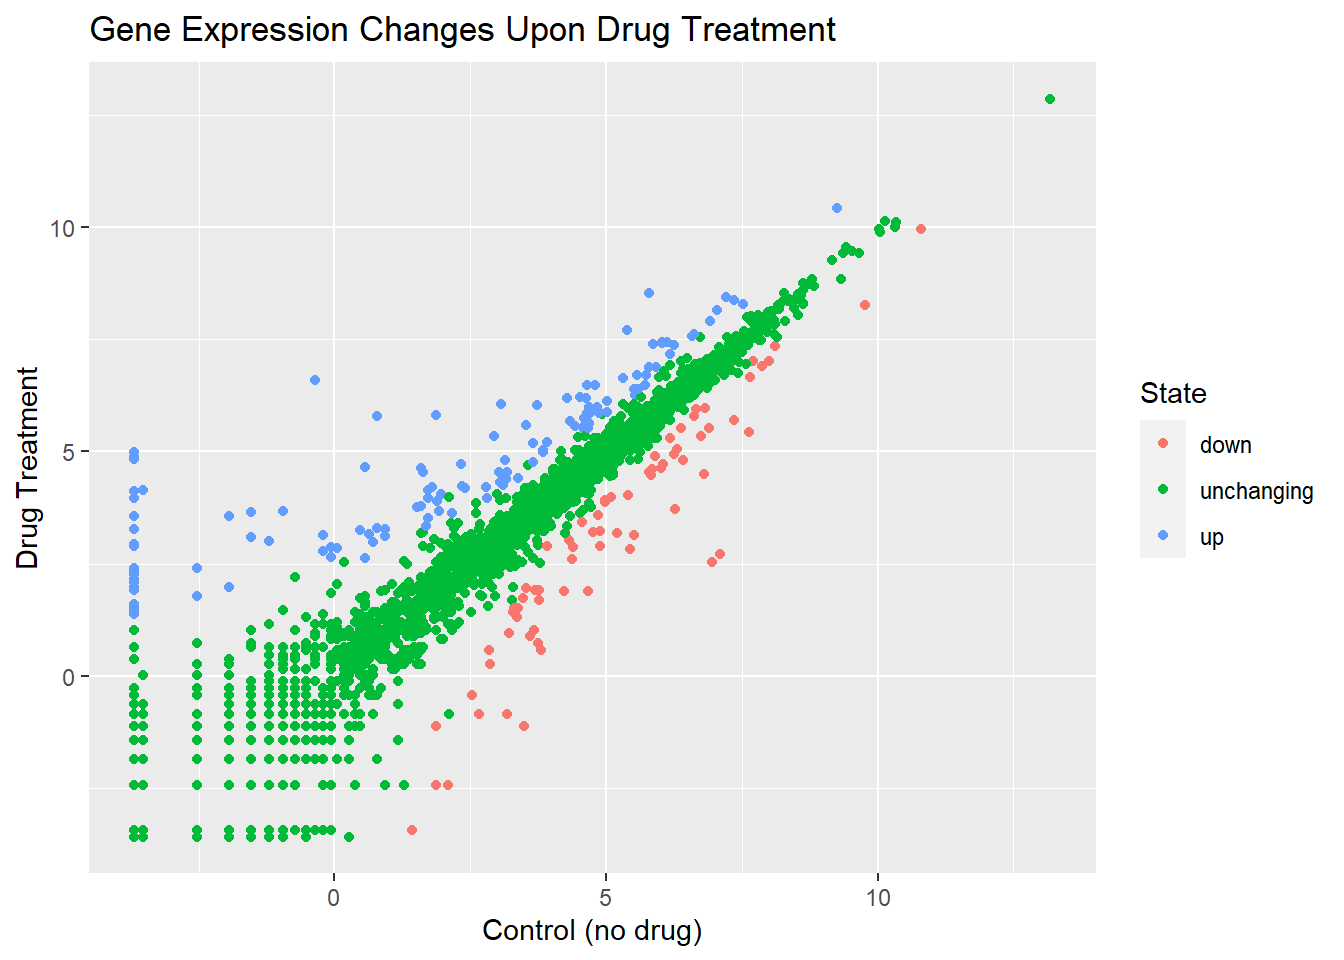 Gene Expression Changes Upon Drug Treatment
Drug Treatment
10
5
0
0
5
10
Control (no drug)
State
down
unchanging
up